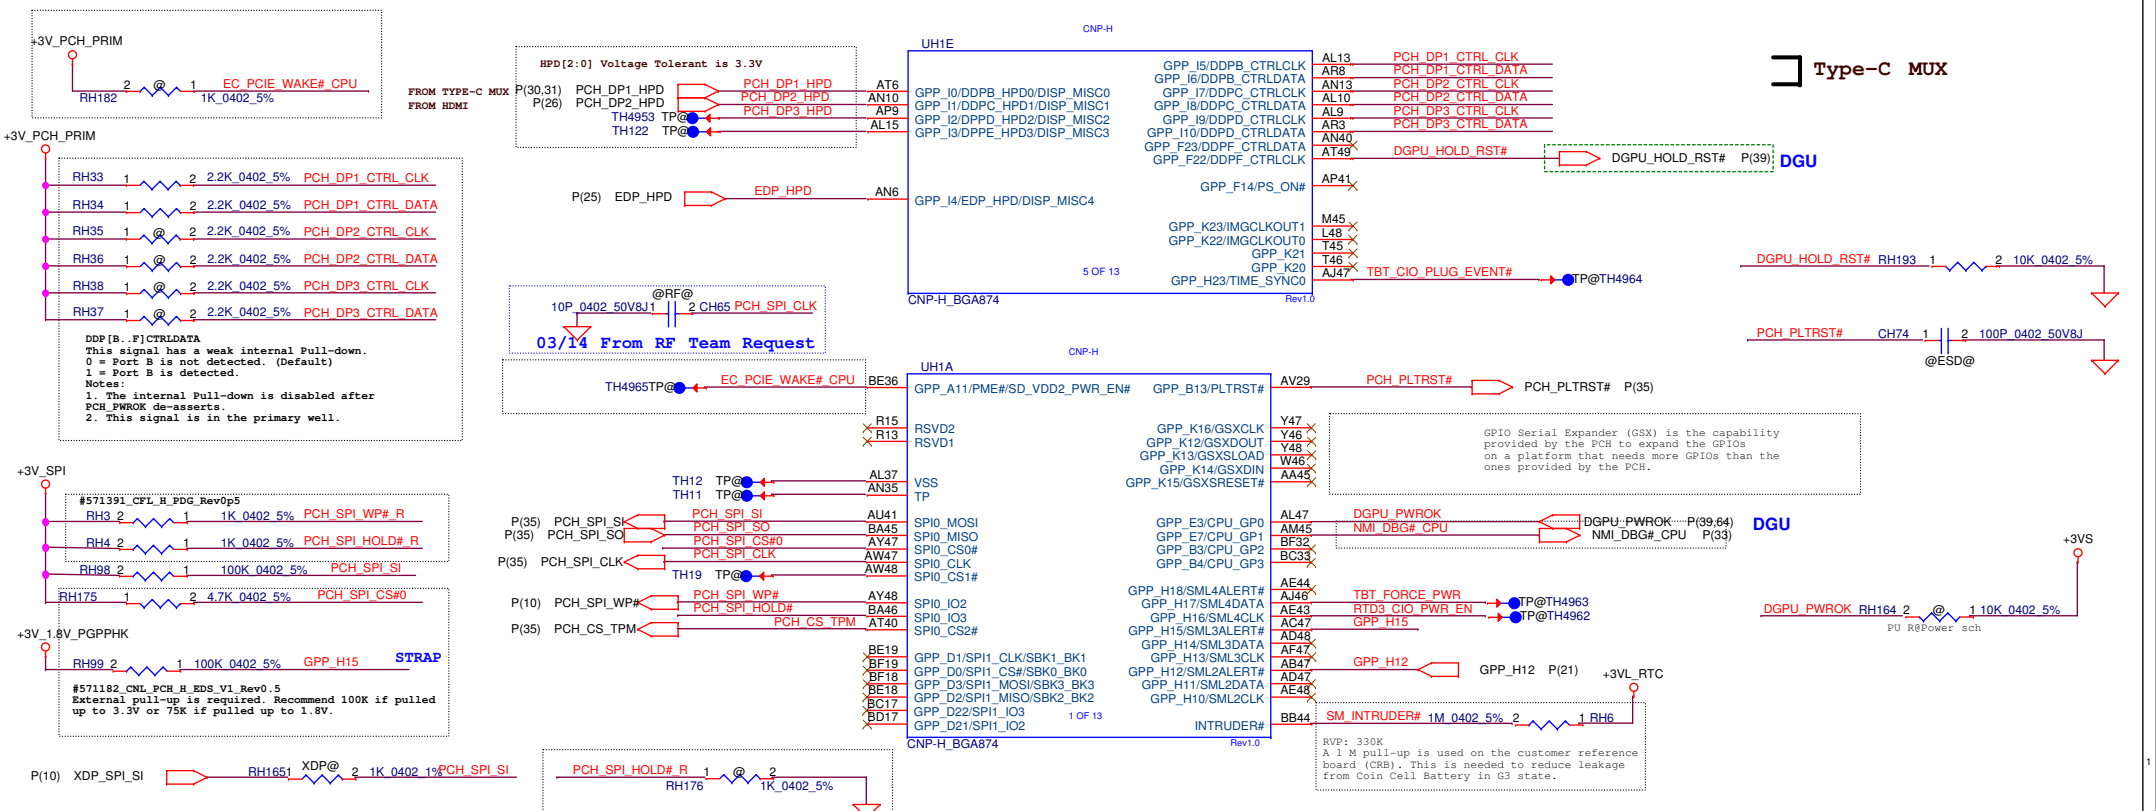 +3V_PCH_PRIM
2 @ 1 EC_PCIE_WAKE#_CPU
RH182 1K_0402_5%
+3V_PCH_PRIM
RH33 1 2 2.2K_0402_5% PCH_DP1_CTRL_CLK
RH34 1 2 2.2K_0402_5% PCH_DP1_CTRL_DATA
RH35 1 @ 2 2.2K_0402_5% PCH_DP2_CTRL_CLK
RH36 1 @ 2 2.2K_0402_5% PCH_DP2_CTRL_DATA
RH38 1 @ 2 2.2K_0402_5% PCH_DP3_CTRL_CLK
RH37 1 @ 2 2.2K_0402_5% PCH_DP3_CTRL_DATA
DDP[B..F]CTRLDATA
This signal has a weak internal Pull-down.
0 = Port B is not detected. (Default)
1 = Port B is detected.
Notes:
1. The internal Pull-down is disabled after
PCH_PWROK de-asserts.
2. This signal is in the primary well.
+3V_SPI
#571391_CFL_H_PDG_Rev0p5
RH3 2 1 1K_0402_5% PCH_SPI_WP#_R
RH4 2 1 1K_0402_5% PCH_SPI_HOLD#_R
RH98 2 1 100K_0402_5% PCH_SPI_SI
RH175 1 2 4.7K_0402_5% PCH_SPI_CS#0
+3V_1.8V_PGPPHK
RH99 2 1 100K_0402_5% GPP_H15 STRAP
#571182_CNL_PCH_H_EDS_V1_Rev0.5
External pull-up is required. Recommend 100K if pulled
up to 3.3V or 75K if pulled up to 1.8V.
P(10) XDP_SPI_SI RH165 1 XDP@ 2 1K_0402_1% PCH_SPI_SI
HPD[2:0] Voltage Tolerant is 3.3V
FROM TYPE-C MUX P(30,31) PCH_DP1_HPD PCH_DP1_HPD AT6
FROM HDMI P(26) PCH_DP2_HPD PCH_DP2_HPD AN10
TH4953 TP@ PCH_DP3_HPD AP9
TH122 TP@ AL15
P(25) EDP_HPD EDP_HPD AN6
CNP-H
UH1E
GPP_I0/DDPB_HPD0/DISP_MISC0
GPP_I1/DDPC_HPD1/DISP_MISC1
GPP_I2/DPPD_HPD2/DISP_MISC2
GPP_I3/DPPE_HPD3/DISP_MISC3
GPP_I4/EDP_HPD/DISP_MISC4
GPP_I5/DDPB_CTRLCLK AL13 PCH_DP1_CTRL_CLK
GPP_I6/DDPB_CTRLDATA AR8 PCH_DP1_CTRL_DATA
GPP_I7/DDPC_CTRLCLK AN13 PCH_DP2_CTRL_CLK
GPP_I8/DDPC_CTRLDATA AL10 PCH_DP2_CTRL_DATA
GPP_I9/DDPD_CTRLCLK AL9 PCH_DP3_CTRL_CLK
GPP_I10/DDPD_CTRLDATA AR3 PCH_DP3_CTRL_DATA
GPP_F23/DDPF_CTRLDATA AN40
GPP_F22/DDPF_CTRLCLK AT49 DGPU_HOLD_RST# DGPU_HOLD_RST# P(39) DGU
GPP_F14/PS_ON# AP41
GPP_K23/IMGCLKOUT1 M45
GPP_K22/IMGCLKOUT0 L48
GPP_K21 T45
GPP_K20 T46
GPP_H23/TIME_SYNC0 AJ47 TBT_CIO_PLUG_EVENT# TP@TH4964
5 OF 13
CNP-H_BGA874 Rev1.0
Type-C MUX
DGPU_HOLD_RST# RH193 1 2 10K_0402_5%
PCH_PLTRST# CH74 1 2 100P_0402_50V8J
@ESD@
@RF@
10P_0402_50V8J 1 2 CH65 PCH_SPI_CLK
03/14 From RF Team Request
CNP-H
UH1A
TH4965TP@ EC_PCIE_WAKE#_CPU BE36 GPP_A11/PME#/SD_VDD2_PWR_EN#
R15 RSVD2
R13 RSVD1
TH12 TP@ AL37 VSS
TH11 TP@ AN35 TP
P(35) PCH_SPI_SI PCH_SPI_SI AU41 SPI0_MOSI
P(35) PCH_SPI_SO PCH_SPI_SO BA45 SPI0_MISO
PCH_SPI_CS#0 AY47 SPI0_CS0#
P(35) PCH_SPI_CLK PCH_SPI_CLK AW47 SPI0_CLK
TH19 TP@ AW48 SPI0_CS1#
P(10) PCH_SPI_WP# PCH_SPI_WP# AY48 SPI0_IO2
PCH_SPI_HOLD# BA46 SPI0_IO3
P(35) PCH_CS_TPM PCH_CS_TPM AT40 SPI0_CS2#
BE19 GPP_D1/SPI1_CLK/SBK1_BK1
BF19 GPP_D0/SPI1_CS#/SBK0_BK0
BF18 GPP_D3/SPI1_MOSI/SBK3_BK3
BE18 GPP_D2/SPI1_MISO/SBK2_BK2
BC17 GPP_D22/SPI1_IO3
BD17 GPP_D21/SPI1_IO2
GPP_B13/PLTRST# AV29 PCH_PLTRST# PCH_PLTRST# P(35)
GPP_K16/GSXCLK Y47
GPP_K12/GSXDOUT Y46
GPP_K13/GSXSLOAD Y48
GPP_K14/GSXDIN W46
GPP_K15/GSXSRESET# AA45
GPP_E3/CPU_GP0 AL47 DGPU_PWROK DGPU_PWROK P(39,64) DGU
GPP_E7/CPU_GP1 AM45 NMI_DBG#_CPU NMI_DBG#_CPU P(33)
GPP_B3/CPU_GP2 BF32
GPP_B4/CPU_GP3 BC33
GPP_H18/SML4ALERT# AE44
GPP_H17/SML4DATA AJ46 TBT_FORCE_PWR TP@TH4963
GPP_H16/SML4CLK AE43 RTD3_CIO_PWR_EN TP@TH4962
GPP_H15/SML3ALERT# AC47 GPP_H15
GPP_H14/SML3DATA AD48
GPP_H13/SML3CLK AF47
GPP_H12/SML2ALERT# AB47 GPP_H12 GPP_H12 P(21)
GPP_H11/SML2DATA AD47
GPP_H10/SML2CLK AE48
INTRUDER# BB44 SM_INTRUDER# 1M_0402_5% 2 1 RH6
+3VL_RTC
1 OF 13
CNP-H_BGA874 Rev1.0
GPIO Serial Expander (GSX) is the capability
provided by the PCH to expand the GPIOs
on a platform that needs more GPIOs than the
ones provided by the PCH.
+3VS
DGPU_PWROK RH164 2 @ 1 10K_0402_5%
PU R@Power sch
RVP: 330K
A 1 M pull-up is used on the customer reference
board (CRB). This is needed to reduce leakage
from Coin Cell Battery in G3 state.
PCH_SPI_HOLD#_R 1 @ 2
RH176 1K_0402_5%
1